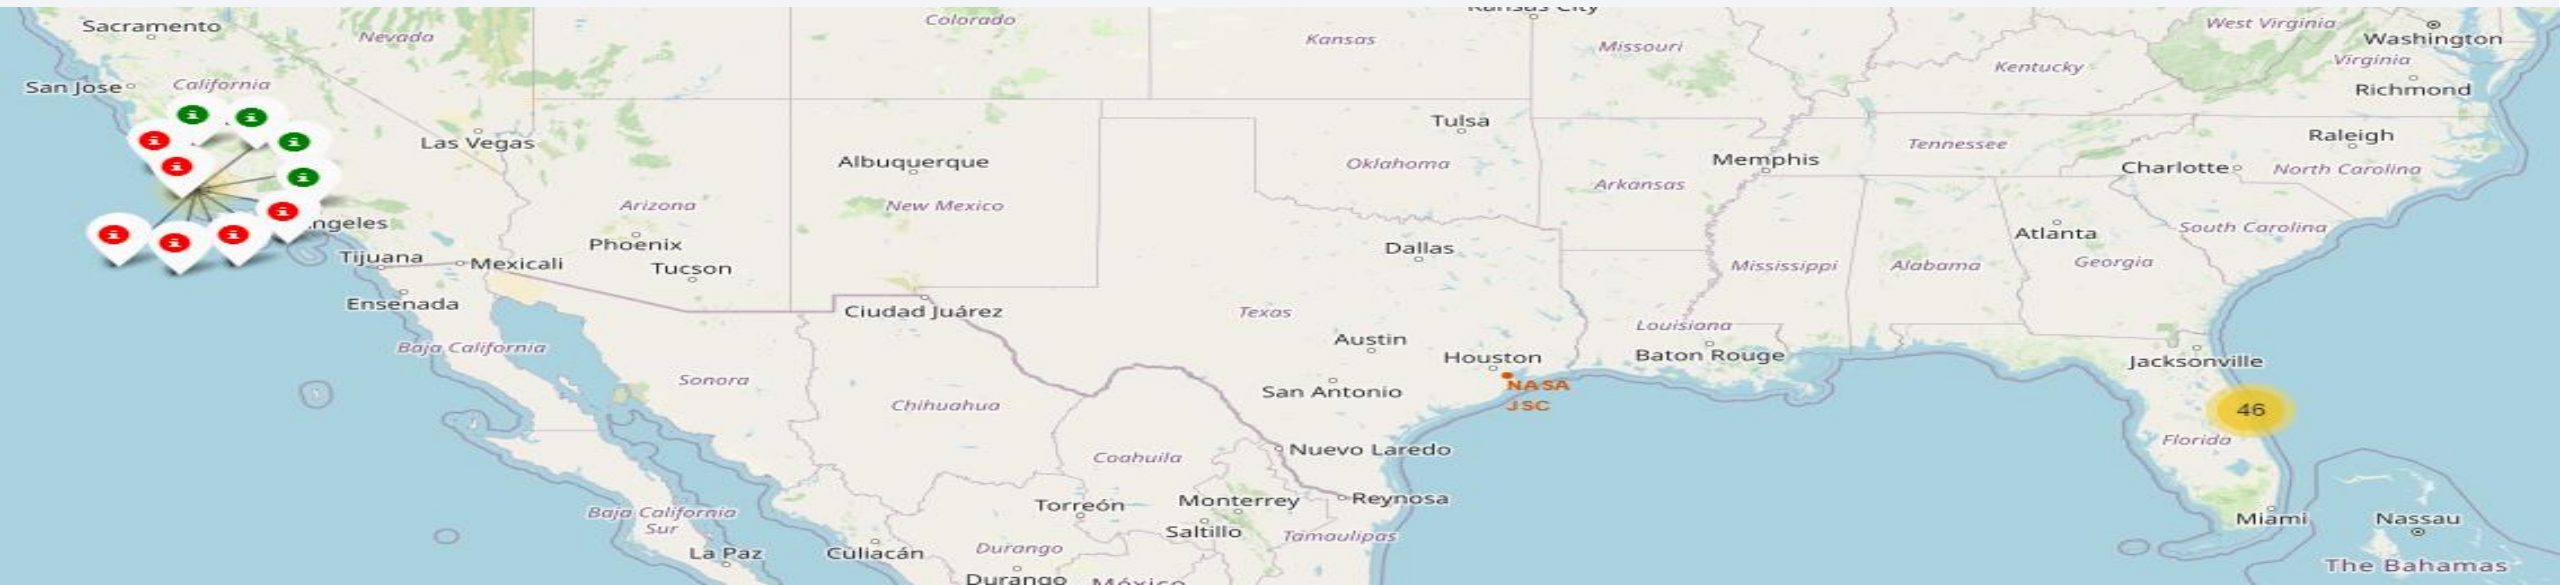 Kansas City
Colorado
West Virginia
Sacramento
Nevada
Kansas
Missouri
Washington
Kentucky
Virginia
San Jose
California
Richmond
Tulsa
Raleigh
Las Vegas
Albuquerque
Oklahoma
Memphis
Tennessee
Charlotte
North Carolina
Arkansas
Arizona
New Mexico
ngeles
Phoenix
Dallas
Atlanta
South Carolina
Tijuana
Mexicali
Tucson
Mississippi
Alabama
Georgia
Ensenada
Ciudad Juárez
Texas
Louisiana
Baja California
Austin
Houston
Baton Rouge
Jacksonville
Sonora
San Antonio
NASA
JSC
Chihuahua
46
Florida
Coahuila
Nuevo Laredo
Torreón
Monterrey
Reynosa
Baja California
Sur
Saltillo
Tamaulipas
Miami
Nassau
La Paz
Culiacán
Durango
The Bahamas
Durango
México
i
i
i
i
i
i
i
i
i
i